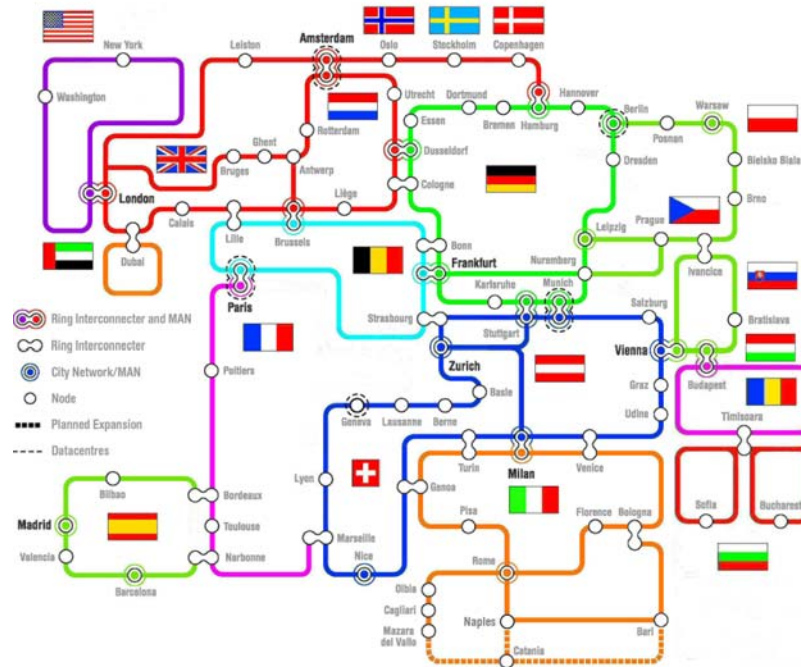 Amsterdam
Oslo
Stockholm
Copenhagen
New York
Leiston
Washington
Utrecht
Dortmund
Hannover
Essen
Bremen
Hamburg
Berlin
Warsaw
Posnan
Rotterdam
Ghent
Bruges
Antwerp
Dusseldorf
Dresden
Bielsko Biala
London
Liège
Cologne
Brno
Calais
Lille
Brussels
Leipzig
Prague
Dubai
Bonn
Frankfurt
Nuremberg
Ivancice
Karlsruhe
Munich
Paris
Salzburg
Bratislava
Ring Interconnecter and MAN
Strasbourg
Stuttgart
Ring Interconnecter
Vienna
City Network/MAN
Zurich
Budapest
Poitiers
Graz
Node
Basle
Timisoara
Planned Expansion
Geneva
Lausanne
Berne
Udine
Datacentres
Turin
Milan
Venice
Bilbao
Lyon
Genoa
Bordeaux
Madrid
Pisa
Florence
Bologna
Sofia
Bucharest
Toulouse
Marseille
Valencia
Narbonne
Nice
Rome
Barcelona
Olbia
Cagliari
Naples
Bari
Mazara
del Vallo
Catania